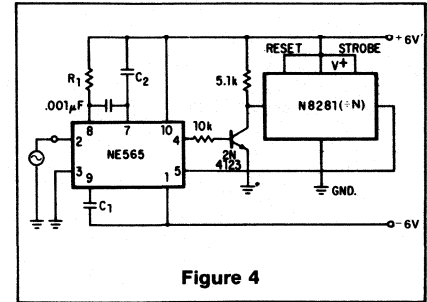 +6V
RESET STROBE
V+
R1
C2
5.1k
.001µF
N8281(÷N)
8 7 10
2 NE565 4 10k
3 5
2N
4123
9 1
GND.
C1
-6V
Figure 4